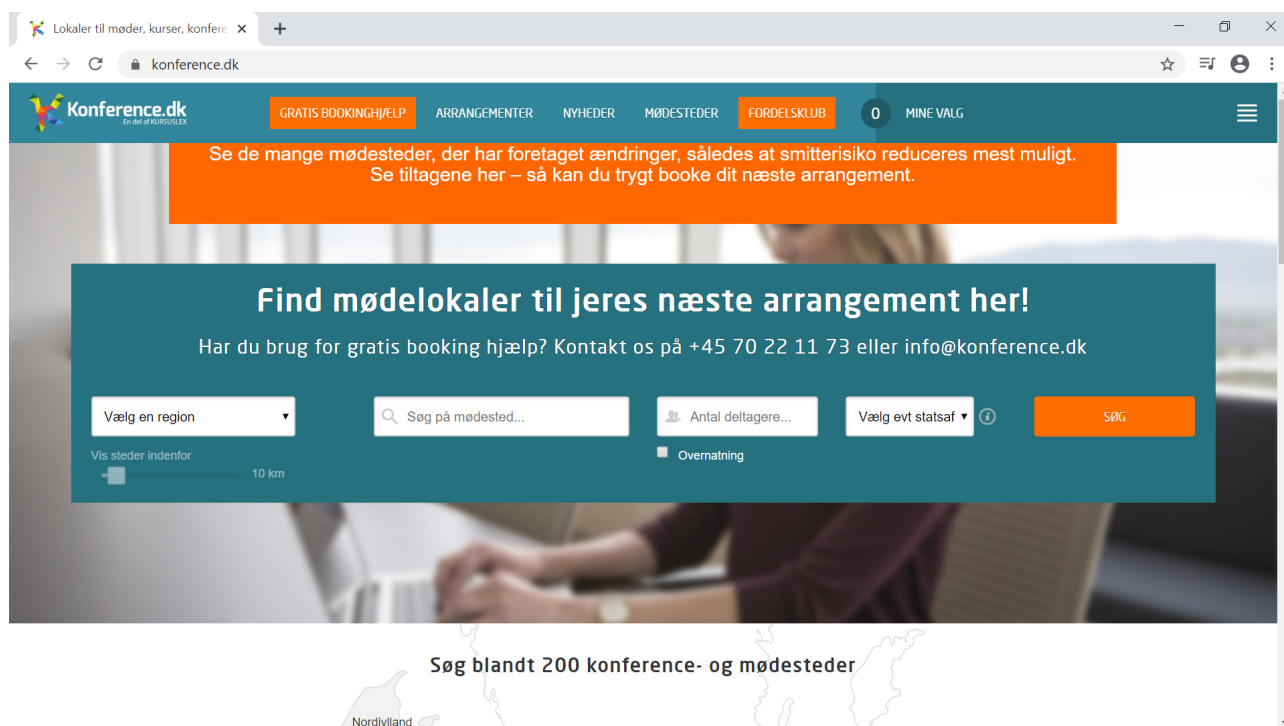 Lokaler til møder, kurser, konfere
konference.dk
Konference.dk
En del af KURSUSLEX
GRATIS BOOKINGHJÆLP
ARRANGEMENTER
NYHEDER
MØDESTEDER
FORDELSKLUB
0
MINE VALG
Se de mange mødesteder, der har foretaget ændringer, således at smitterisiko reduceres mest muligt.
Se tiltagene her – så kan du trygt booke dit næste arrangement.
Find mødelokaler til jeres næste arrangement her!
Har du brug for gratis booking hjælp? Kontakt os på +45 70 22 11 73 eller info@konference.dk
Vælg en region
Søg på mødested...
Antal deltagere...
Vælg evt statsaf
SØG
Vis steder indenfor
10 km
Overnatning
Søg blandt 200 konference- og mødesteder
Nordjylland